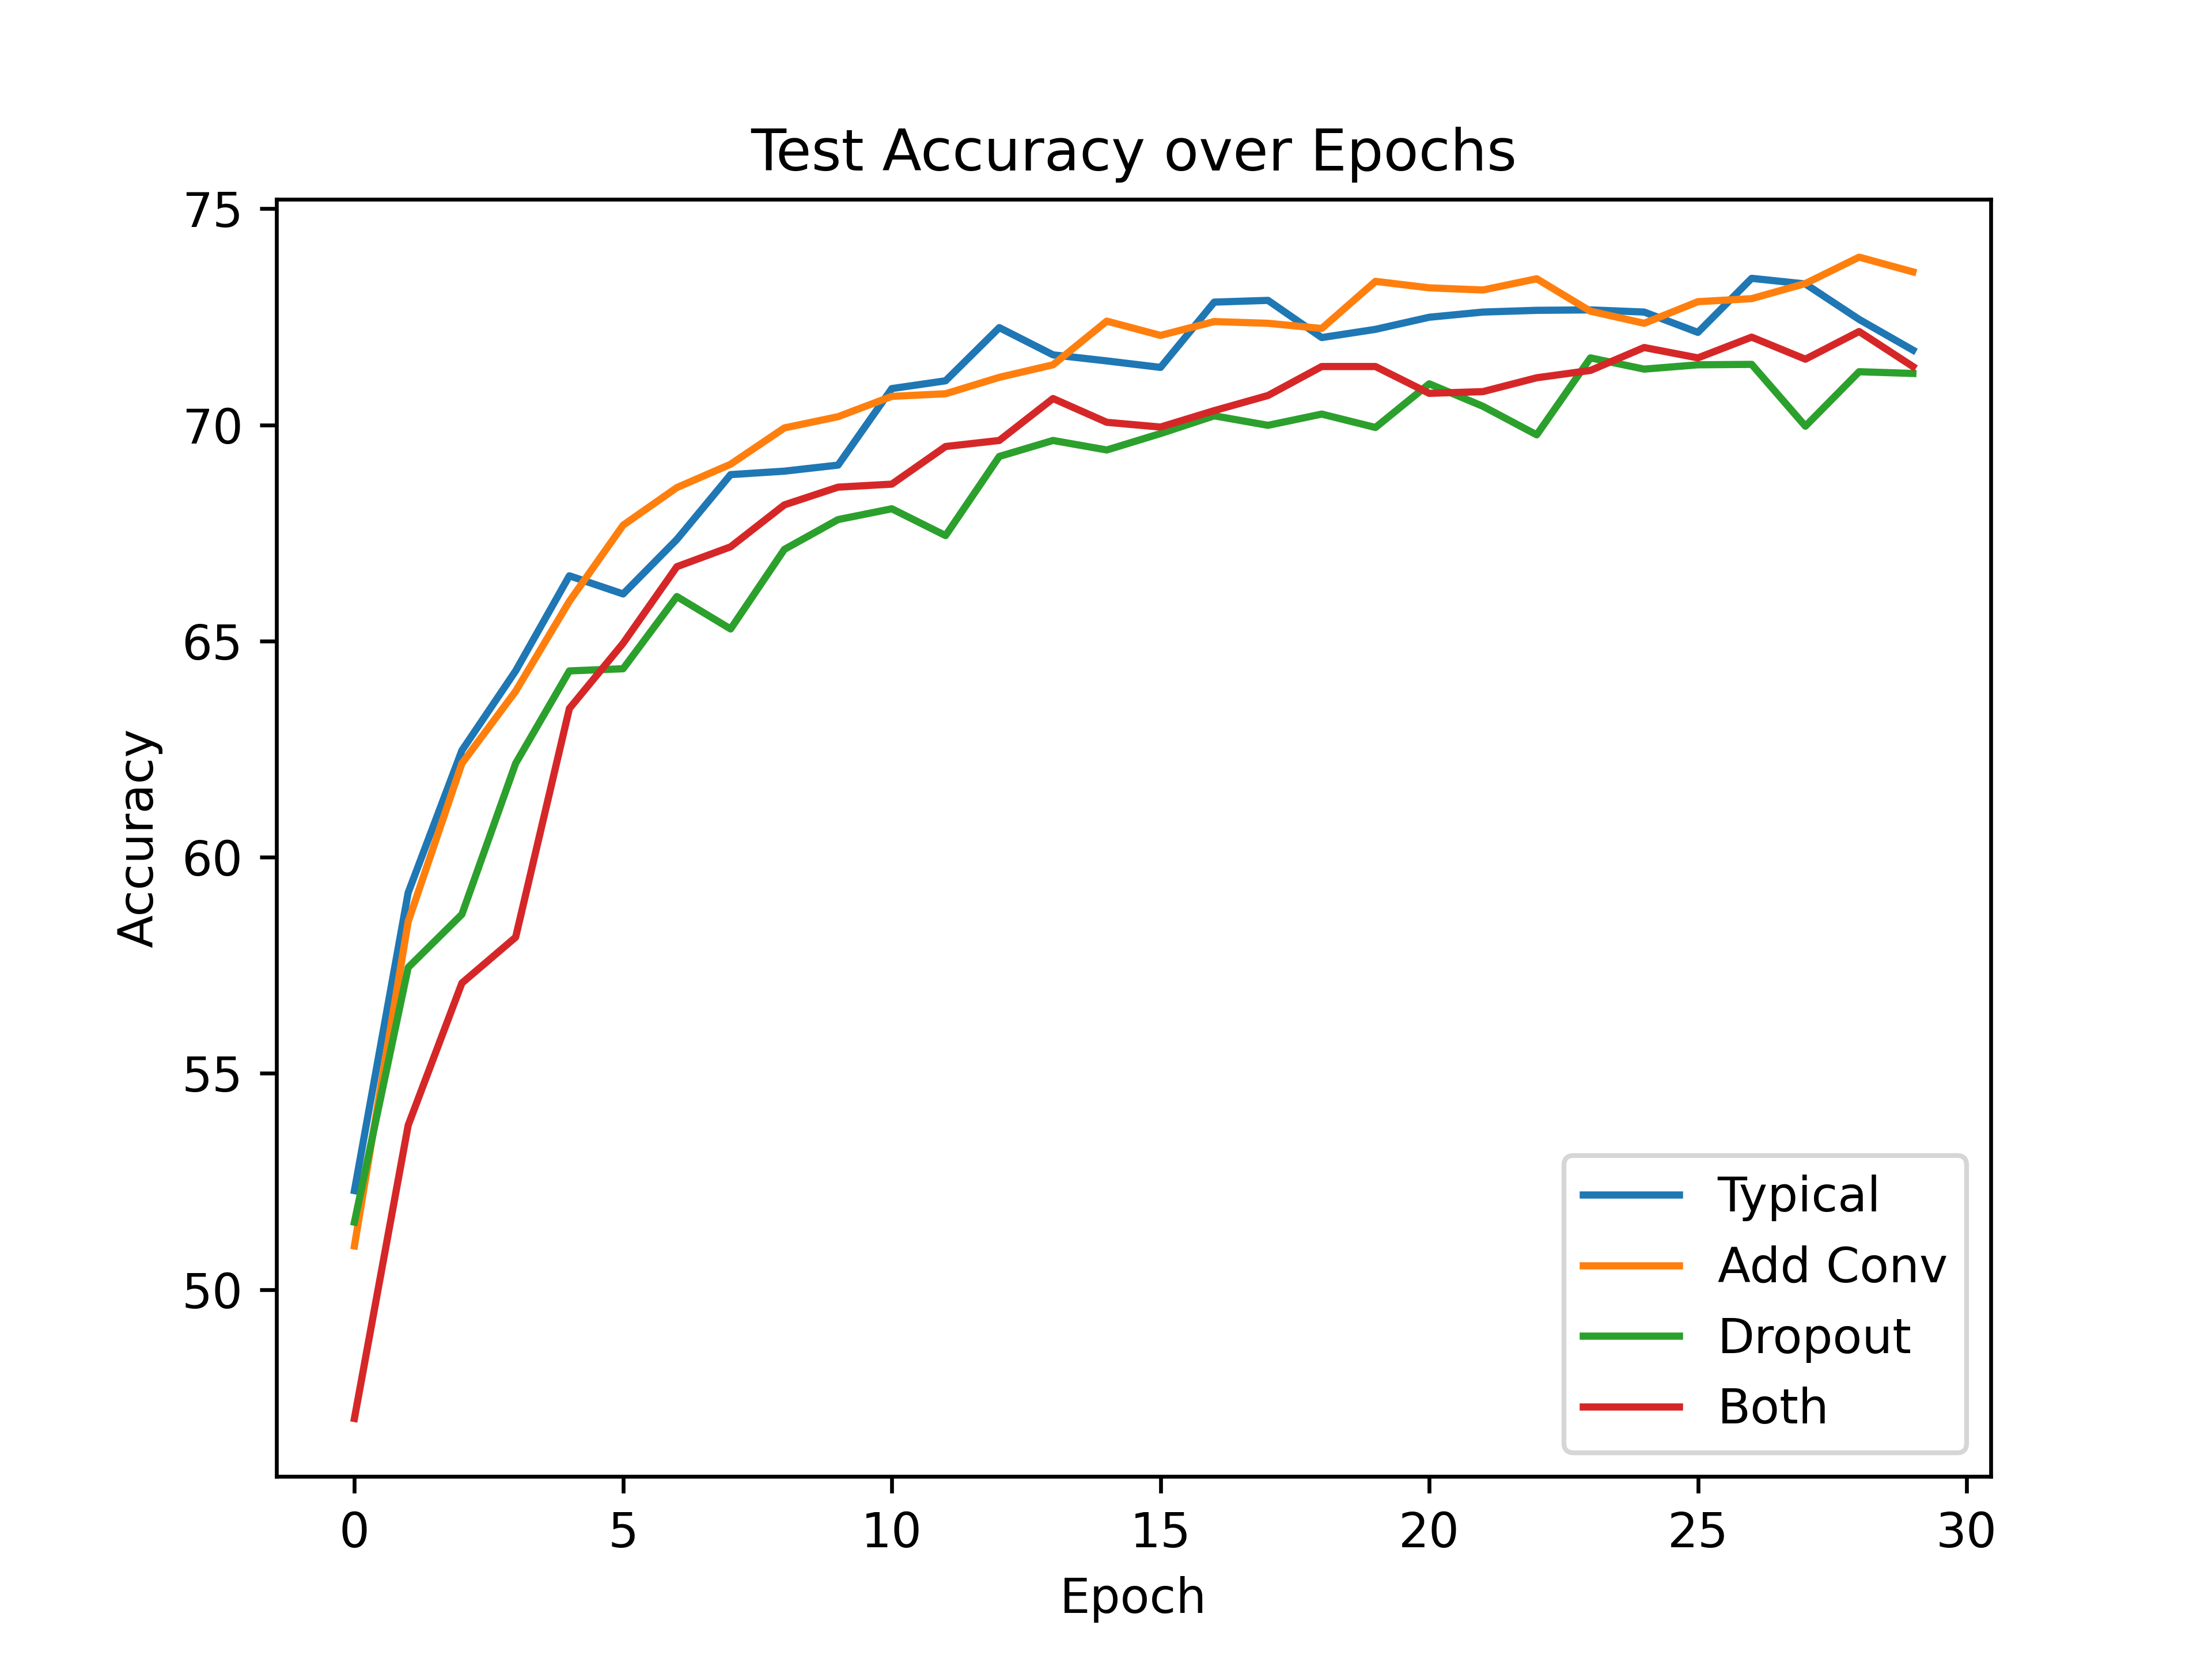 Test Accuracy over Epochs
75
70
65
60
55
50
Accuracy
0 5 10 15 20 25 30
Epoch
Typical
Add Conv
Dropout
Both